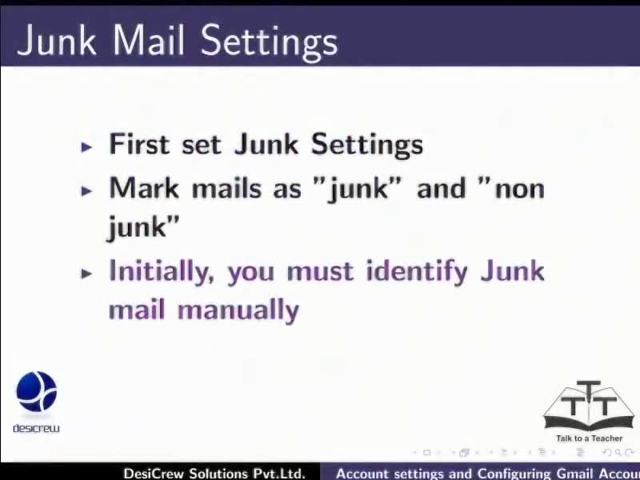 Junk Mail Settings
First set Junk Settings
Mark mails as ”junk” and ”non
junk”
Initially, you must identify Junk
mail manually
desicrew
TTT
Talk to a Teacher
DesiCrew Solutions Pvt.Ltd. Account settings and Configuring Gmail Accou